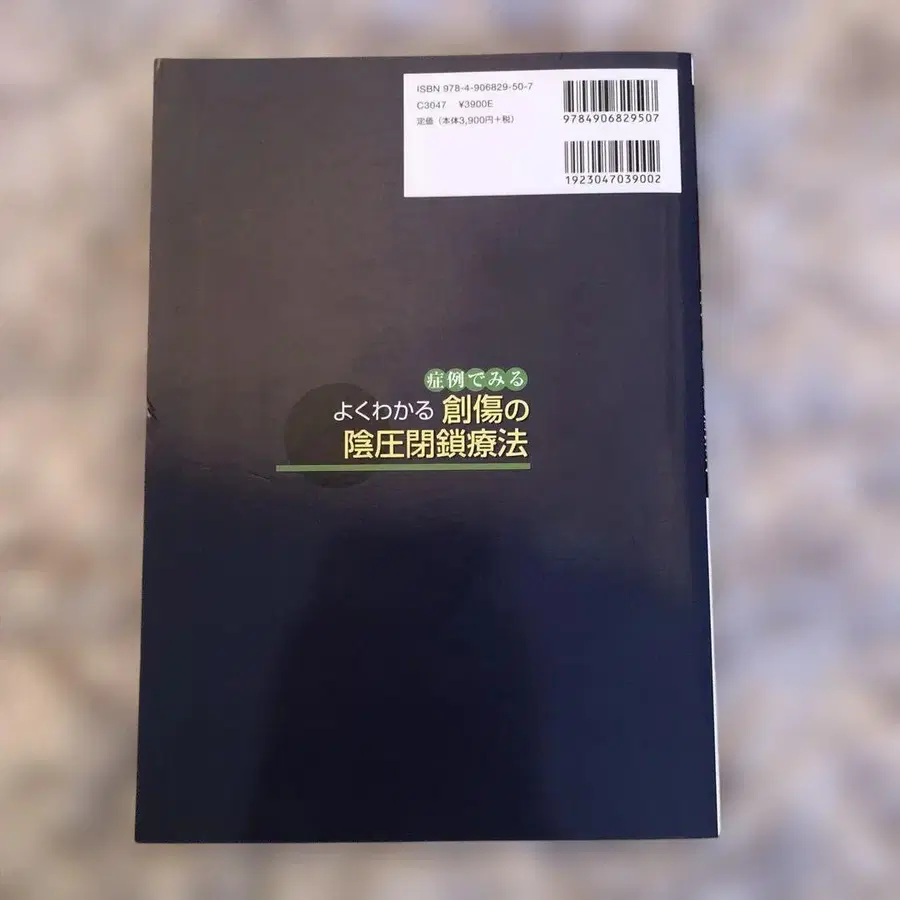 ISBN 978-4-906829-50-7
C3047 ¥3900E
定価（本体3,900円+税）
9784906829507
1923047039002
症例でみる
よくわかる 創傷の
陰圧閉鎖療法